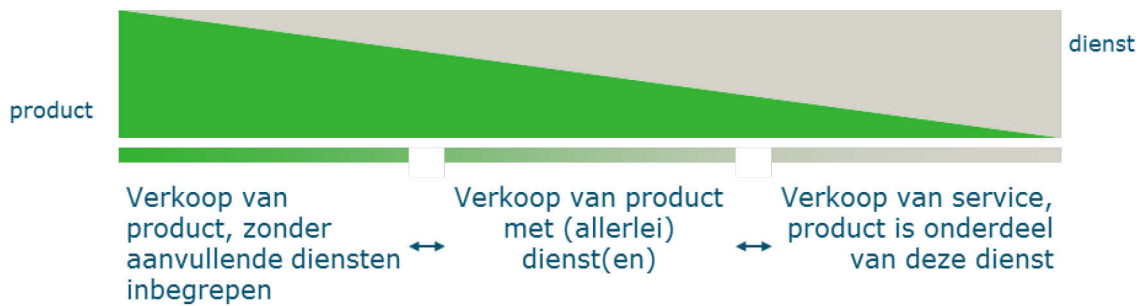 dienst
product
Verkoop van
product, zonder
aanvullende diensten
inbegrepen
Verkoop van product
met (allerlei)
dienst(en)
Verkoop van service,
product is onderdeel
van deze dienst